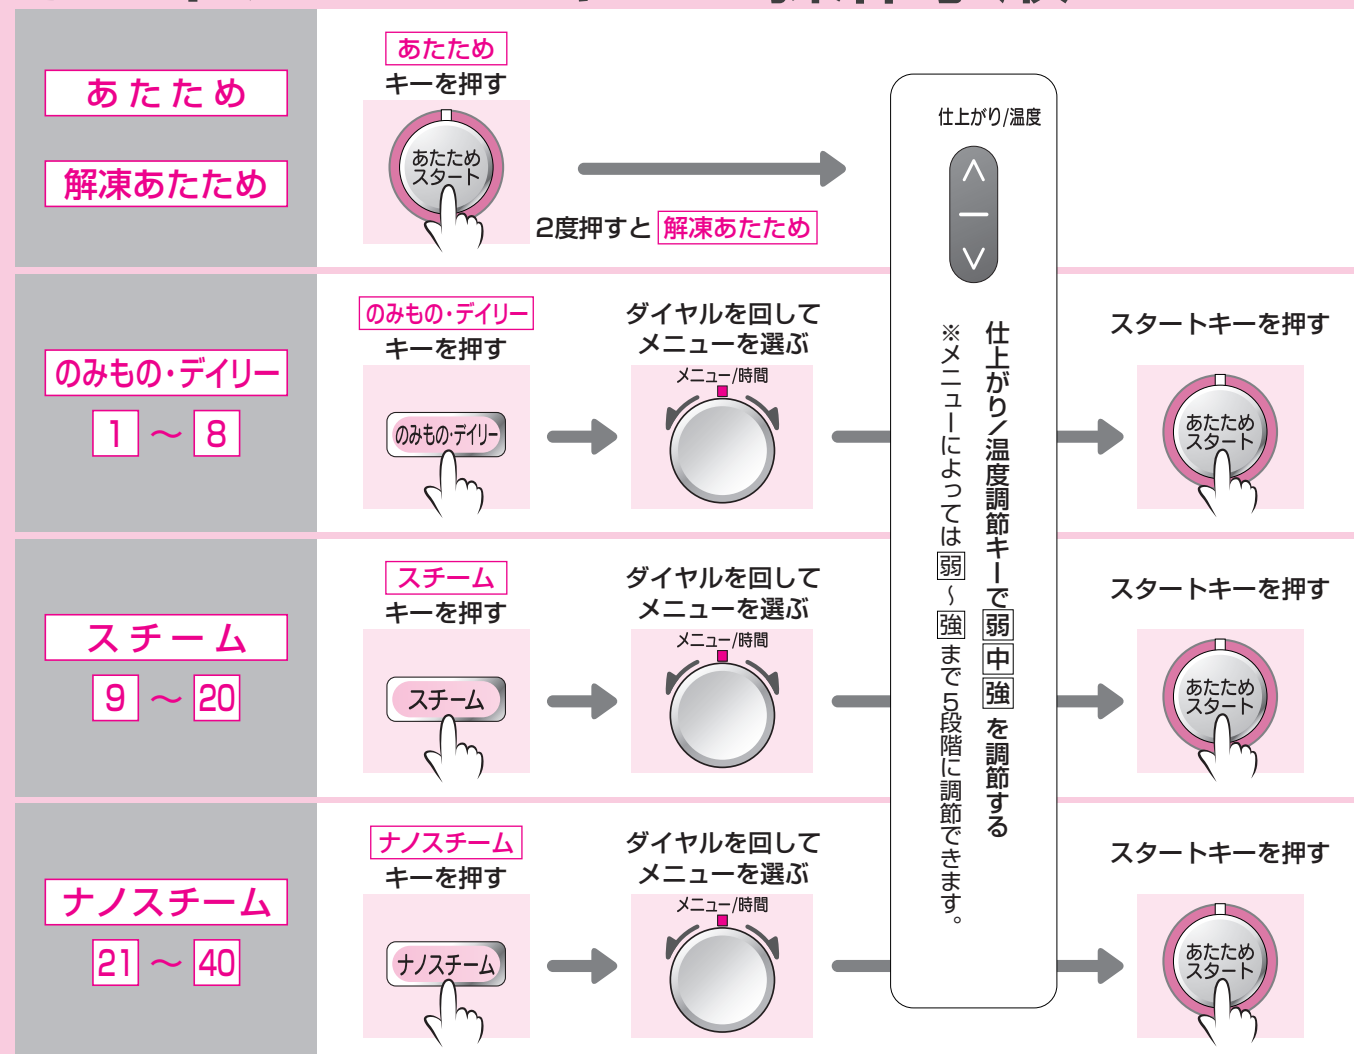 あたため
解凍あたため
あたため
キーを押す
あたため
スタート
2度押すと 解凍あたため
仕上がり/温度
仕上がり/温度調節キーで弱中強を調節する
※メニューによっては弱~強まで5段階に調節できます。
のみもの・デイリー
1 ~ 8
のみもの・デイリー
キーを押す
のみもの・デイリー
ダイヤルを回して
メニューを選ぶ
メニュー/時間
スタートキーを押す
あたため
スタート
スチーム
9 ~ 20
スチーム
キーを押す
スチーム
ダイヤルを回して
メニューを選ぶ
メニュー/時間
スタートキーを押す
あたため
スタート
ナノスチーム
21 ~ 40
ナノスチーム
キーを押す
ナノスチーム
ダイヤルを回して
メニューを選ぶ
メニュー/時間
スタートキーを押す
あたため
スタート